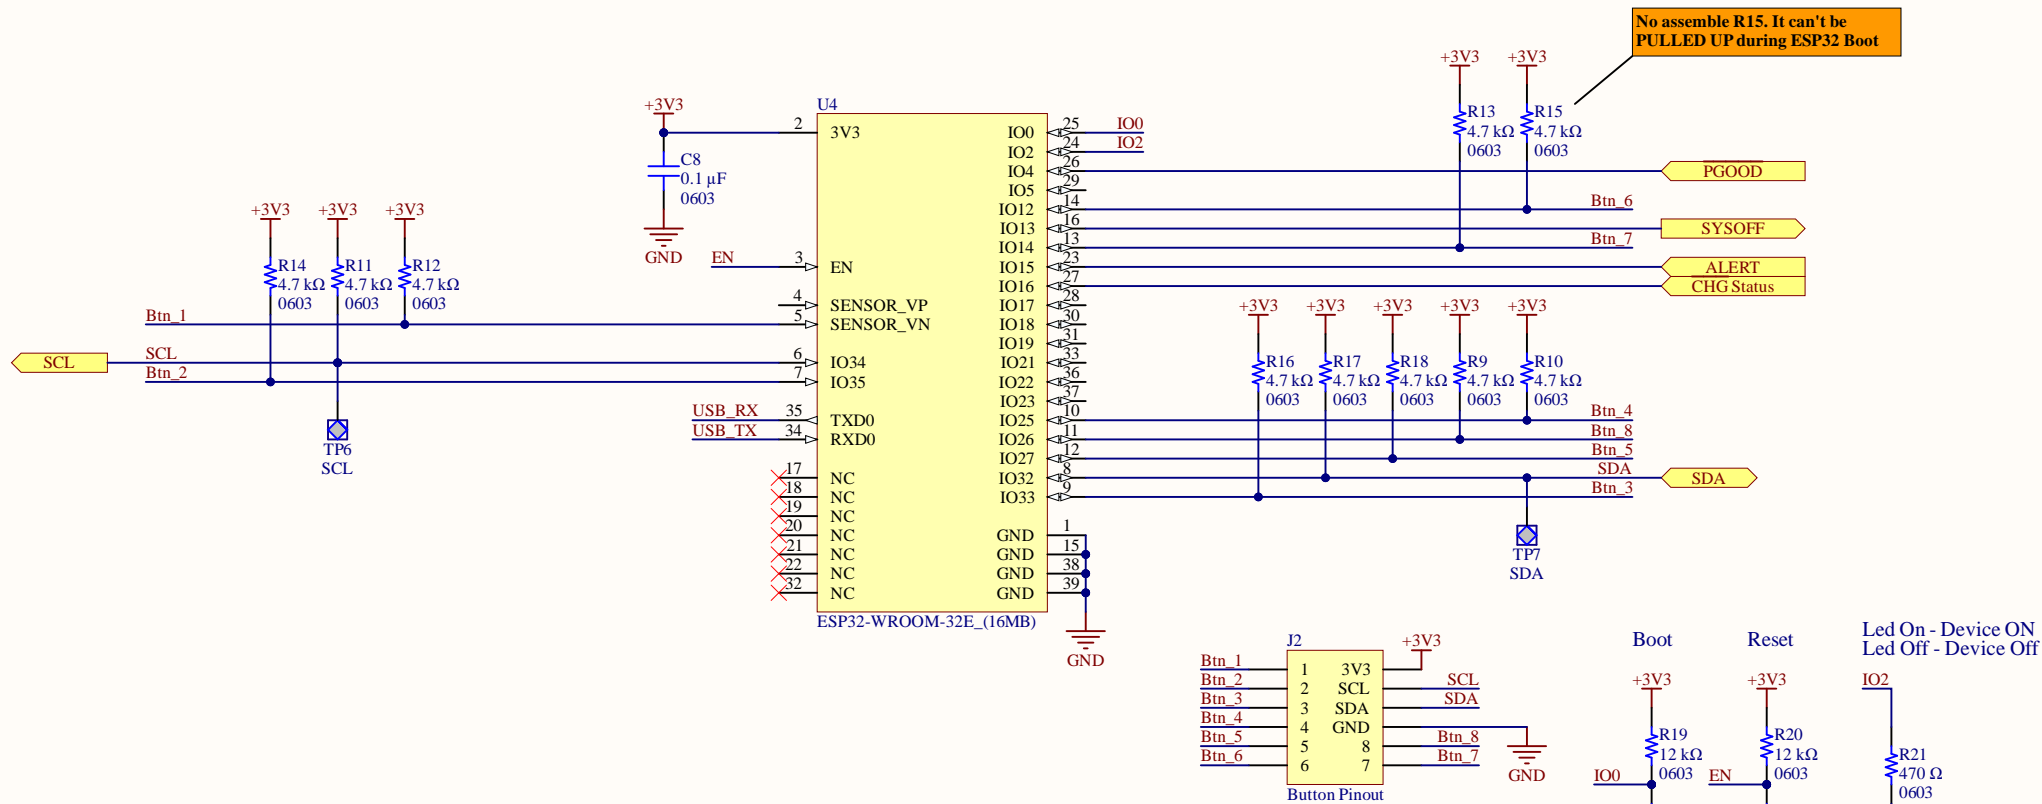 No assemble R15. It can't be
PULLED UP during ESP32 Boot
+3V3
C8
0.1 µF
0603
GND
EN
+3V3 +3V3 +3V3
R14
4.7 kΩ
0603
R11
4.7 kΩ
0603
R12
4.7 kΩ
0603
Btn_1
SCL
SCL
Btn_2
TP6
SCL
USB_RX
USB_TX
U4
2 3V3
3 EN
4 SENSOR_VP
5 SENSOR_VN
6 IO34
7 IO35
35 TXD0
34 RXD0
17 NC
18 NC
19 NC
20 NC
21 NC
22 NC
32 NC
IO0 25 IO0
IO2 24 IO2
IO4 26
IO5 29
IO12 14
IO13 16
IO14 13
IO15 23
IO16 27
IO17 28
IO18 30
IO19 31
IO21 33
IO22 36
IO23 37
IO25 10
IO26 11
IO27 12
IO32 8
IO33 9
GND 1
GND 15
GND 38
GND 39
ESP32-WROOM-32E_(16MB)
GND
+3V3 +3V3
R13
4.7 kΩ
0603
R15
4.7 kΩ
0603
PGOOD
Btn_6
SYSOFF
Btn_7
ALERT
CHG Status
+3V3 +3V3 +3V3 +3V3 +3V3
R16
4.7 kΩ
0603
R17
4.7 kΩ
0603
R18
4.7 kΩ
0603
R9
4.7 kΩ
0603
R10
4.7 kΩ
0603
Btn_4
Btn_8
Btn_5
SDA
SDA
Btn_3
TP7
SDA
J2
+3V3
Btn_1 1 3V3
Btn_2 2 SCL SCL
Btn_3 3 SDA SDA
Btn_4 4 GND
Btn_5 5 8 Btn_8
Btn_6 6 7 Btn_7
Button Pinout
GND
Boot
+3V3
R19
12 kΩ
0603
IO0
Reset
+3V3
R20
12 kΩ
0603
EN
Led On - Device ON
Led Off - Device Off
IO2
R21
470 Ω
0603